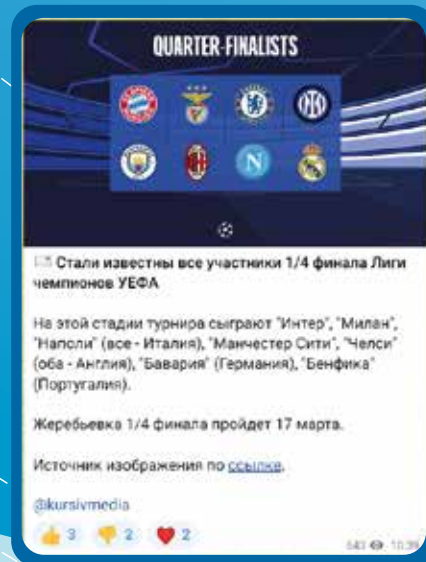 QUARTER-FINALISTS
Стали известны все участники 1/4 финала Лиги
чемпионов УЕФА
На этой стадии турнира сыграют "Интер", "Милан",
"Наполи" (все - Италия), "Манчестер Сити", "Челси"
(оба - Англия), "Бавария" (Германия), "Бенфика"
(Португалия).
Жеребьевка 1/4 финала пройдет 17 марта.
Источник изображения по ссылке.
@kursivmedia
3 2 2
10:39